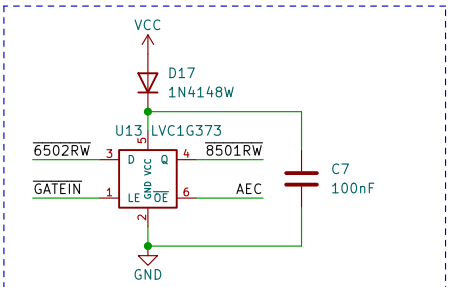 VCC
D17
1N4148W
U13 LVC1G373
6502RW 3 D Q 4 8501RW
5
VCC
GND
GATEIN 1 LE OE 6 AEC
2
C7
100nF
GND